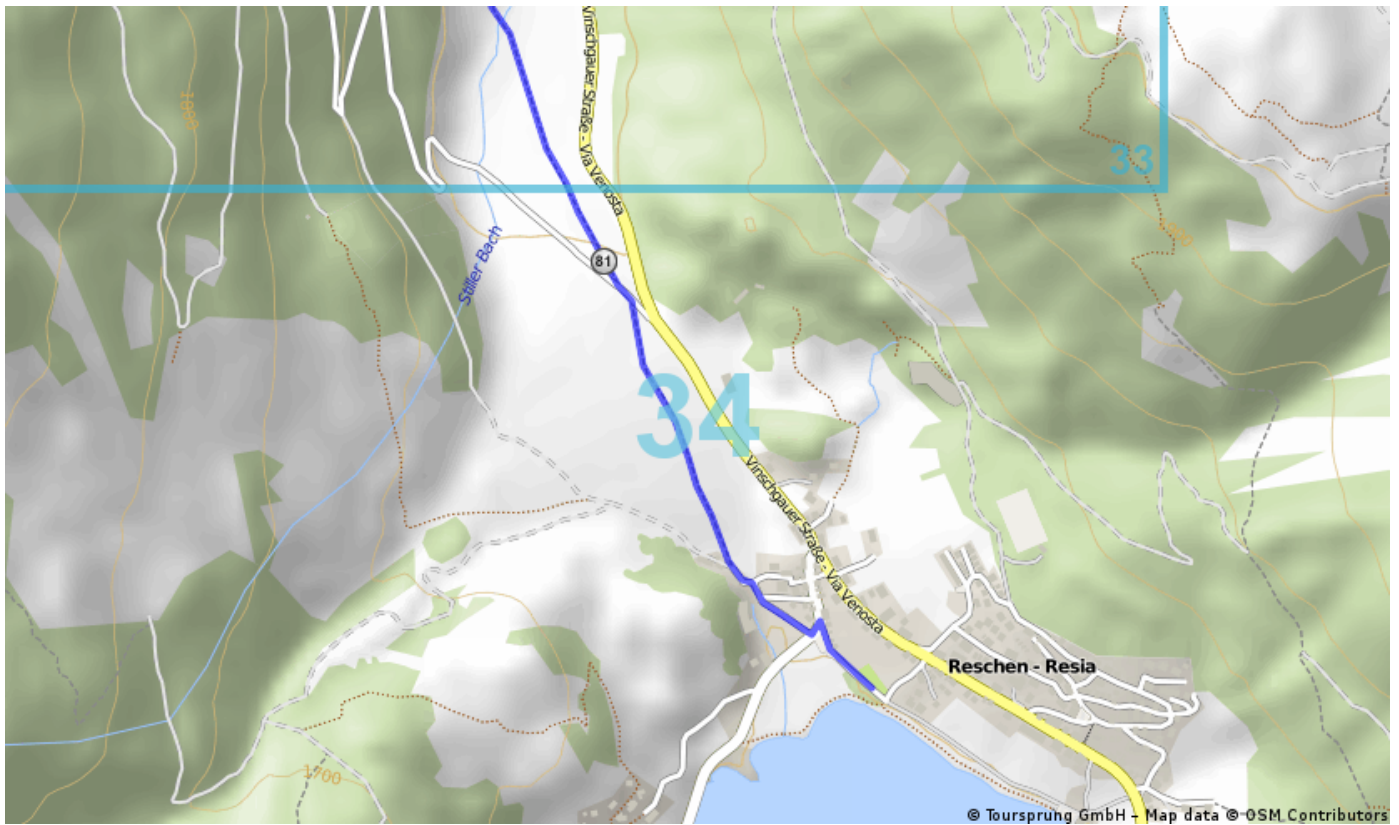 Vinschgauer Straße - Via Venosta
1800
33
Stiller Bach
81
34
Vinschgauer Straße - Via Venosta
Reschen - Resia
1700
© Toursprung GmbH – Map data © OSM Contributors